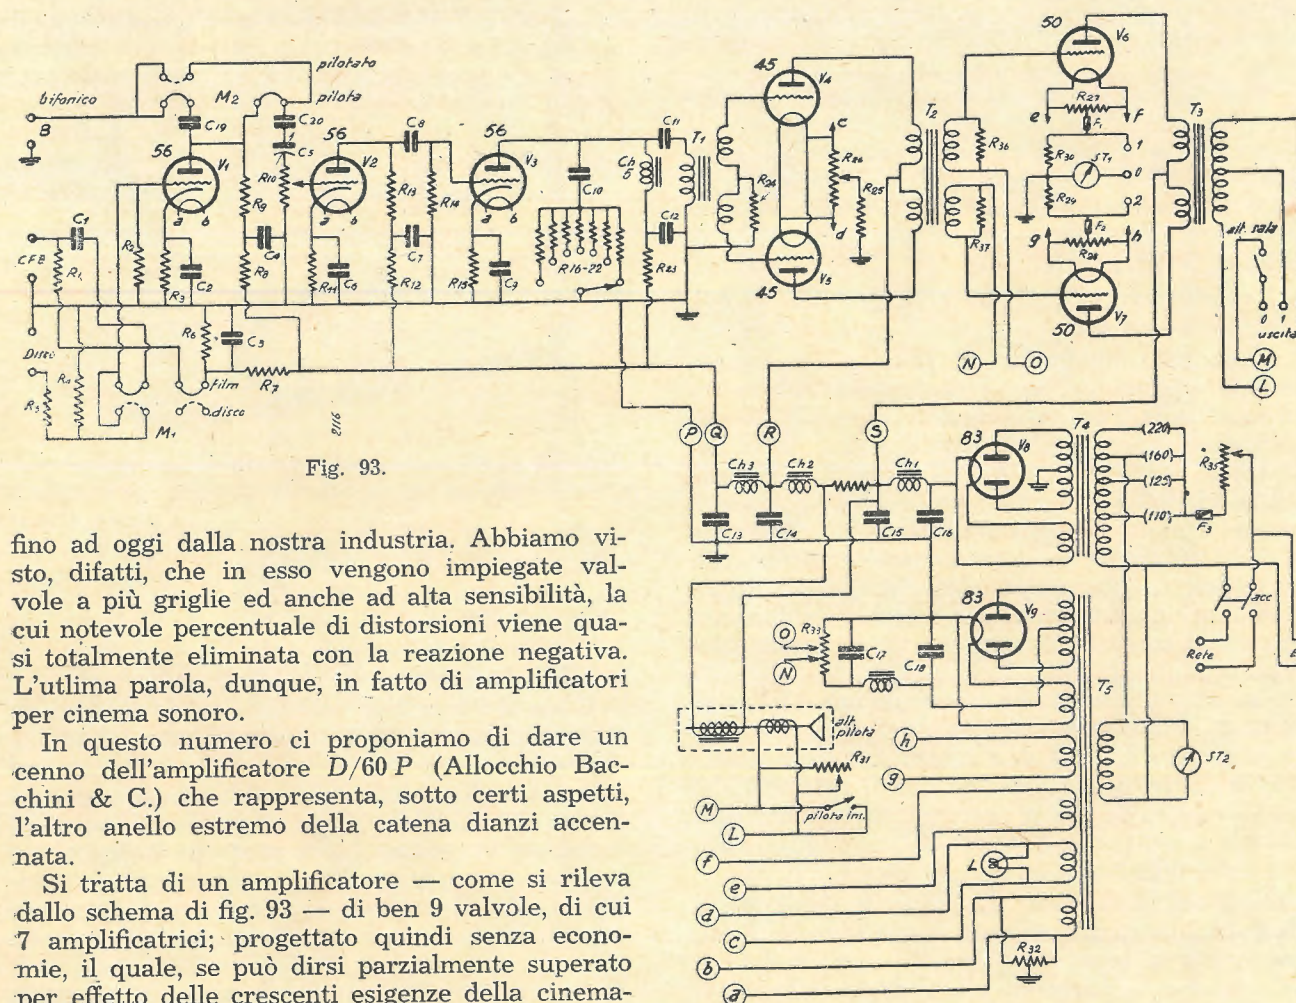 50
V6
45
V4
T2
R27
e
f
T3
pilotato
bifonico
M2
pilota
B
C19
C20
F1
1
56
V1
C5
56
V2
C8
56
V3
C11
T1
c
R36
R30
ST1
0
Ch5
R24
R26
R25
R10
R13
R14
C10
R29
2
C1
R2
R9
a
b
a
b
a
b
d
R37
F2
g
h
R28
alt. sala
C.F.B
R1
R3
C2
C4
R8
R11
C6
C7
R12
R15
C9
R16-22
C12
R23
45
V5
50
V7
0
1
uscita
R6
C3
N
O
M
L
Disco
R5
R4
film
R7
disco
M1
2116
P
Q
R
S
83
V8
T4
(220)
(160)
(125)
(110)
R35
F3
Fig. 93.
Ch3
Ch2
Ch1
C13
C14
C15
C16
fino ad oggi dalla nostra industria. Abbiamo vi-
sto, difatti, che in esso vengono impiegate val-
vole a più griglie ed anche ad alta sensibilità, la
cui notevole percentuale di distorsioni viene qua-
si totalmente eliminata con la reazione negativa.
L'utlima parola, dunque, in fatto di amplificatori
per cinema sonoro.
In questo numero ci proponiamo di dare un
cenno dell'amplificatore D/60 P (Allocchio Bac-
chini & C.) che rappresenta, sotto certi aspetti,
l'altro anello estremo della catena dianzi accen-
nata.
Si tratta di un amplificatore — come si rileva
dallo schema di fig. 93 — di ben 9 valvole, di cui
7 amplificatrici; progettato quindi senza econo-
mie, il quale, se può dirsi parzialmente superato
per effetto delle crescenti esigenze della cinema-
83
V9
acc
Rete
O
R33
N
C17
C18
T5
alt. pilota
h
ST2
R31
g
M
pilota ins.
L
f
e
L
d
c
b
R32
a